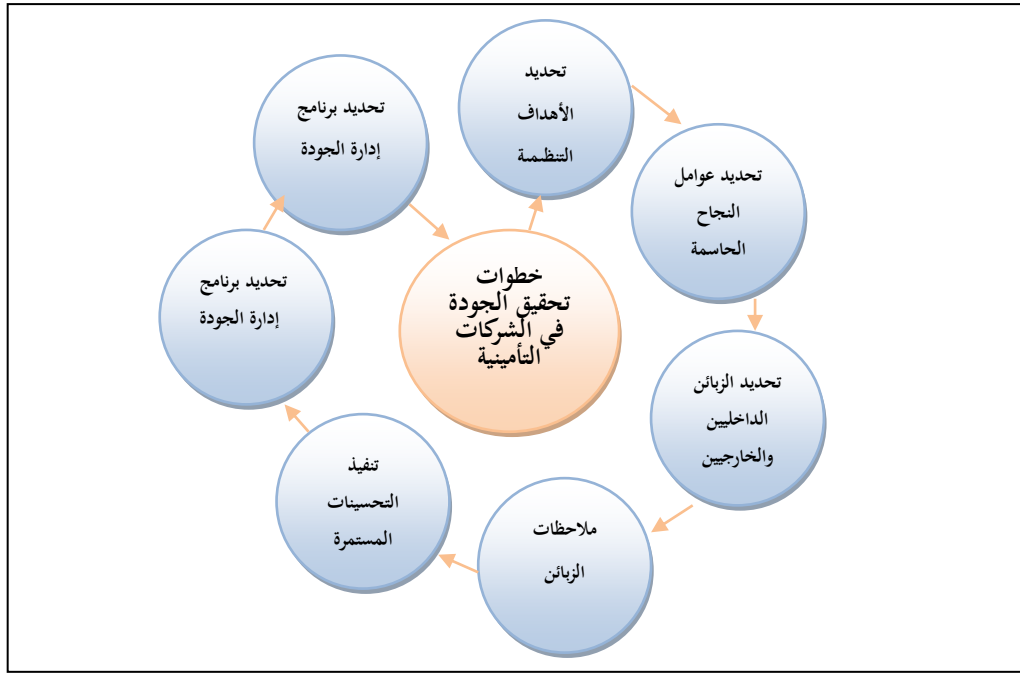 خطوات
تحقيق الجودة
في الشركات
التأمينية
تحديد
الأهداف
التنظيمية
تحديد عوامل
النجاح
الحاسمة
تحديد الزبائن
الداخليين
والخارجيين
ملاحظات
الزبائن
تنفيذ
التحسينات
المستمرة
تحديد برنامج
إدارة الجودة
تحديد برنامج
إدارة الجودة